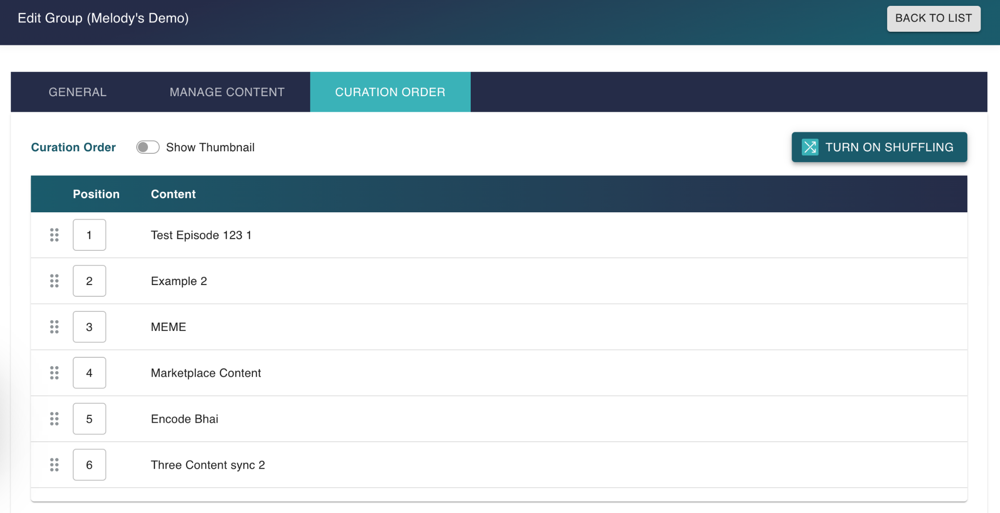 Edit Group (Melody's Demo)
BACK TO LIST
GENERAL MANAGE CONTENT CURATION ORDER
Curation Order Show Thumbnail TURN ON SHUFFLING
Position Content
1 Test Episode 123 1
2 Example 2
3 MEME
4 Marketplace Content
5 Encode Bhai
6 Three Content sync 2